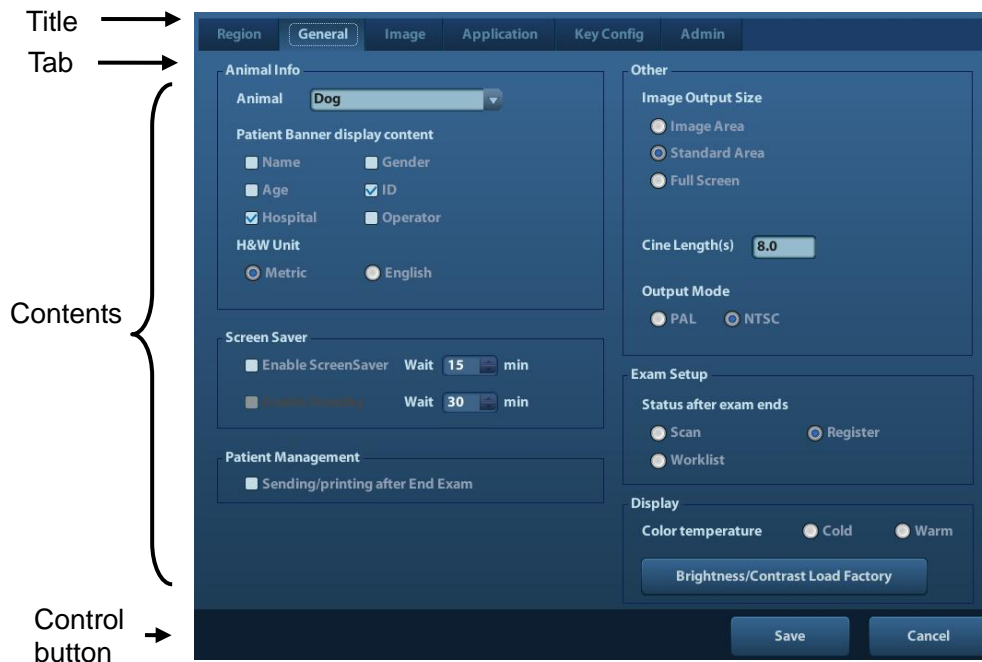 Title
Tab
Contents
Control
button
Region General Image Application Key Config Admin
Animal Info
Animal Dog
Patient Banner display content
Name Gender
Age ID
Hospital Operator
H&W Unit
Metric English
Screen Saver
Enable ScreenSaver Wait 15 min
Wait 30 min
Patient Management
Sending/printing after End Exam
Other
Image Output Size
Image Area
Standard Area
Full Screen
Cine Length(s) 8.0
Output Mode
PAL NTSC
Exam Setup
Status after exam ends
Scan Register
Worklist
Display
Color temperature Cold Warm
Brightness/Contrast Load Factory
Save Cancel